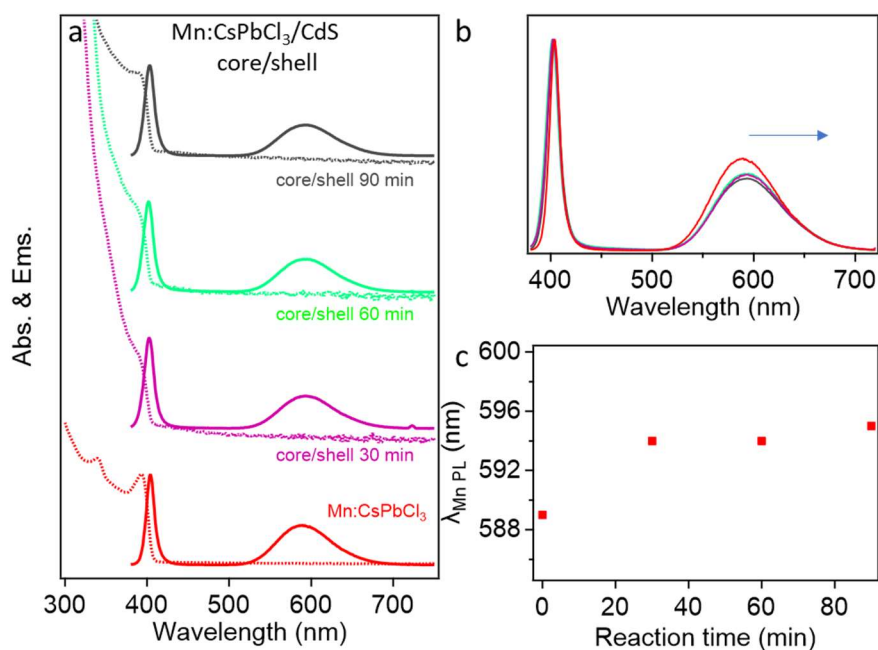 a
Mn:CsPbCl₃/CdS
core/shell
core/shell 90 min
core/shell 60 min
core/shell 30 min
Mn:CsPbCl₃
Abs. & Ems.
300 400 500 600 700
Wavelength (nm)
b
400 500 600 700
Wavelength (nm)
c
600
596
592
588
λMn PL (nm)
0 20 40 60 80
Reaction time (min)